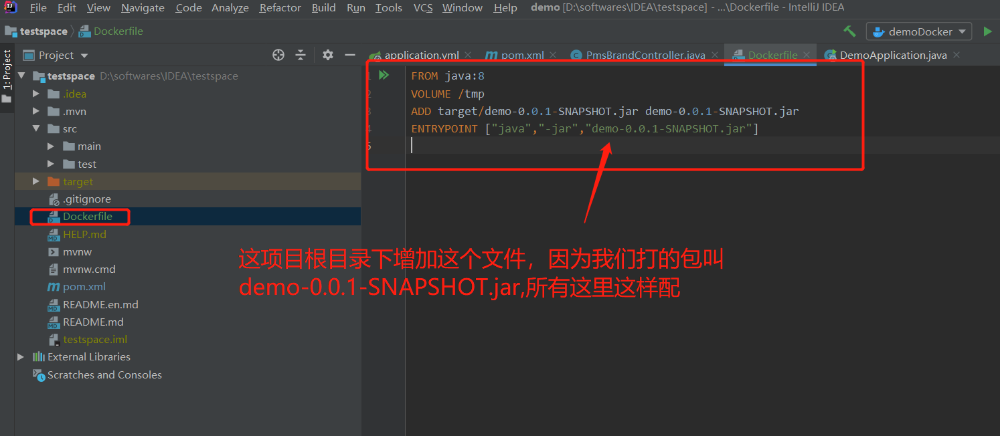 File Edit View Navigate Code Analyze Refactor Build Run Tools VCS Window Help demo [D:\softwares\IDEA\testspace] - ...\Dockerfile - IntelliJ IDEA
testspace Dockerfile demoDocker
1: Project
Project
application.yml pom.xml PmsBrandController.java Dockerfile DemoApplication.java
testspace D:\softwares\IDEA\testspace
.idea
.mvn
src
main
test
target
.gitignore
Dockerfile
HELP.md
mvnw
mvnw.cmd
pom.xml
README.en.md
README.md
testspace.iml
External Libraries
Scratches and Consoles
1 FROM java:8
2 VOLUME /tmp
3 ADD target/demo-0.0.1-SNAPSHOT.jar demo-0.0.1-SNAPSHOT.jar
4 ENTRYPOINT ["java","-jar","demo-0.0.1-SNAPSHOT.jar"]
5
这项目根目录下增加这个文件，因为我们打的包叫
demo-0.0.1-SNAPSHOT.jar,所有这里这样配